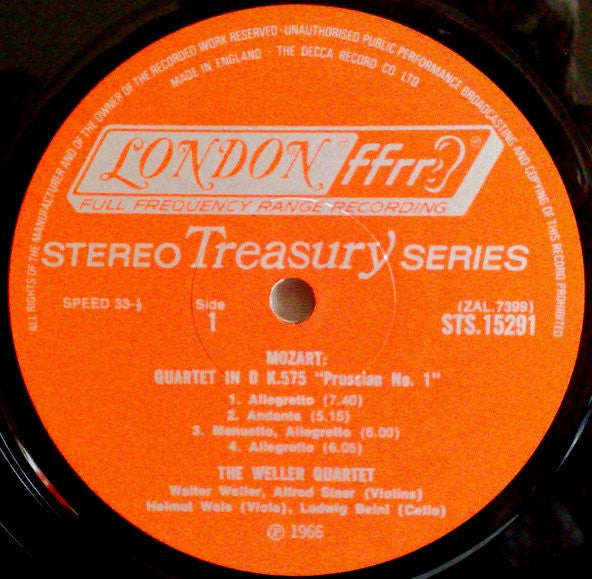 ALL RIGHTS OF THE MANUFACTURER AND OF THE OWNER OF THE RECORDED WORK RESERVED · UNAUTHORISED PUBLIC PERFORMANCE BROADCASTING AND COPYING OF THIS RECORD PROHIBITED
MADE IN ENGLAND · THE DECCA RECORD CO LTD
LONDON ® ffrr ®
FULL FREQUENCY RANGE RECORDING
STEREO Treasury SERIES
SPEED 33-⅓
Side
1
(ZAL.7399)
STS.15291
MOZART:
QUARTET IN D K.575 "Prussian No. 1"
1. Allegretto (7.40)
2. Andante (5.15)
3. Menuetto, Allegretto (6.00)
4. Allegretto (6.05)
THE WELLER QUARTET
Walter Weller, Alfred Staar (Violins)
Helmut Weis (Viola), Ludwig Beinl (Cello)
℗ 1966